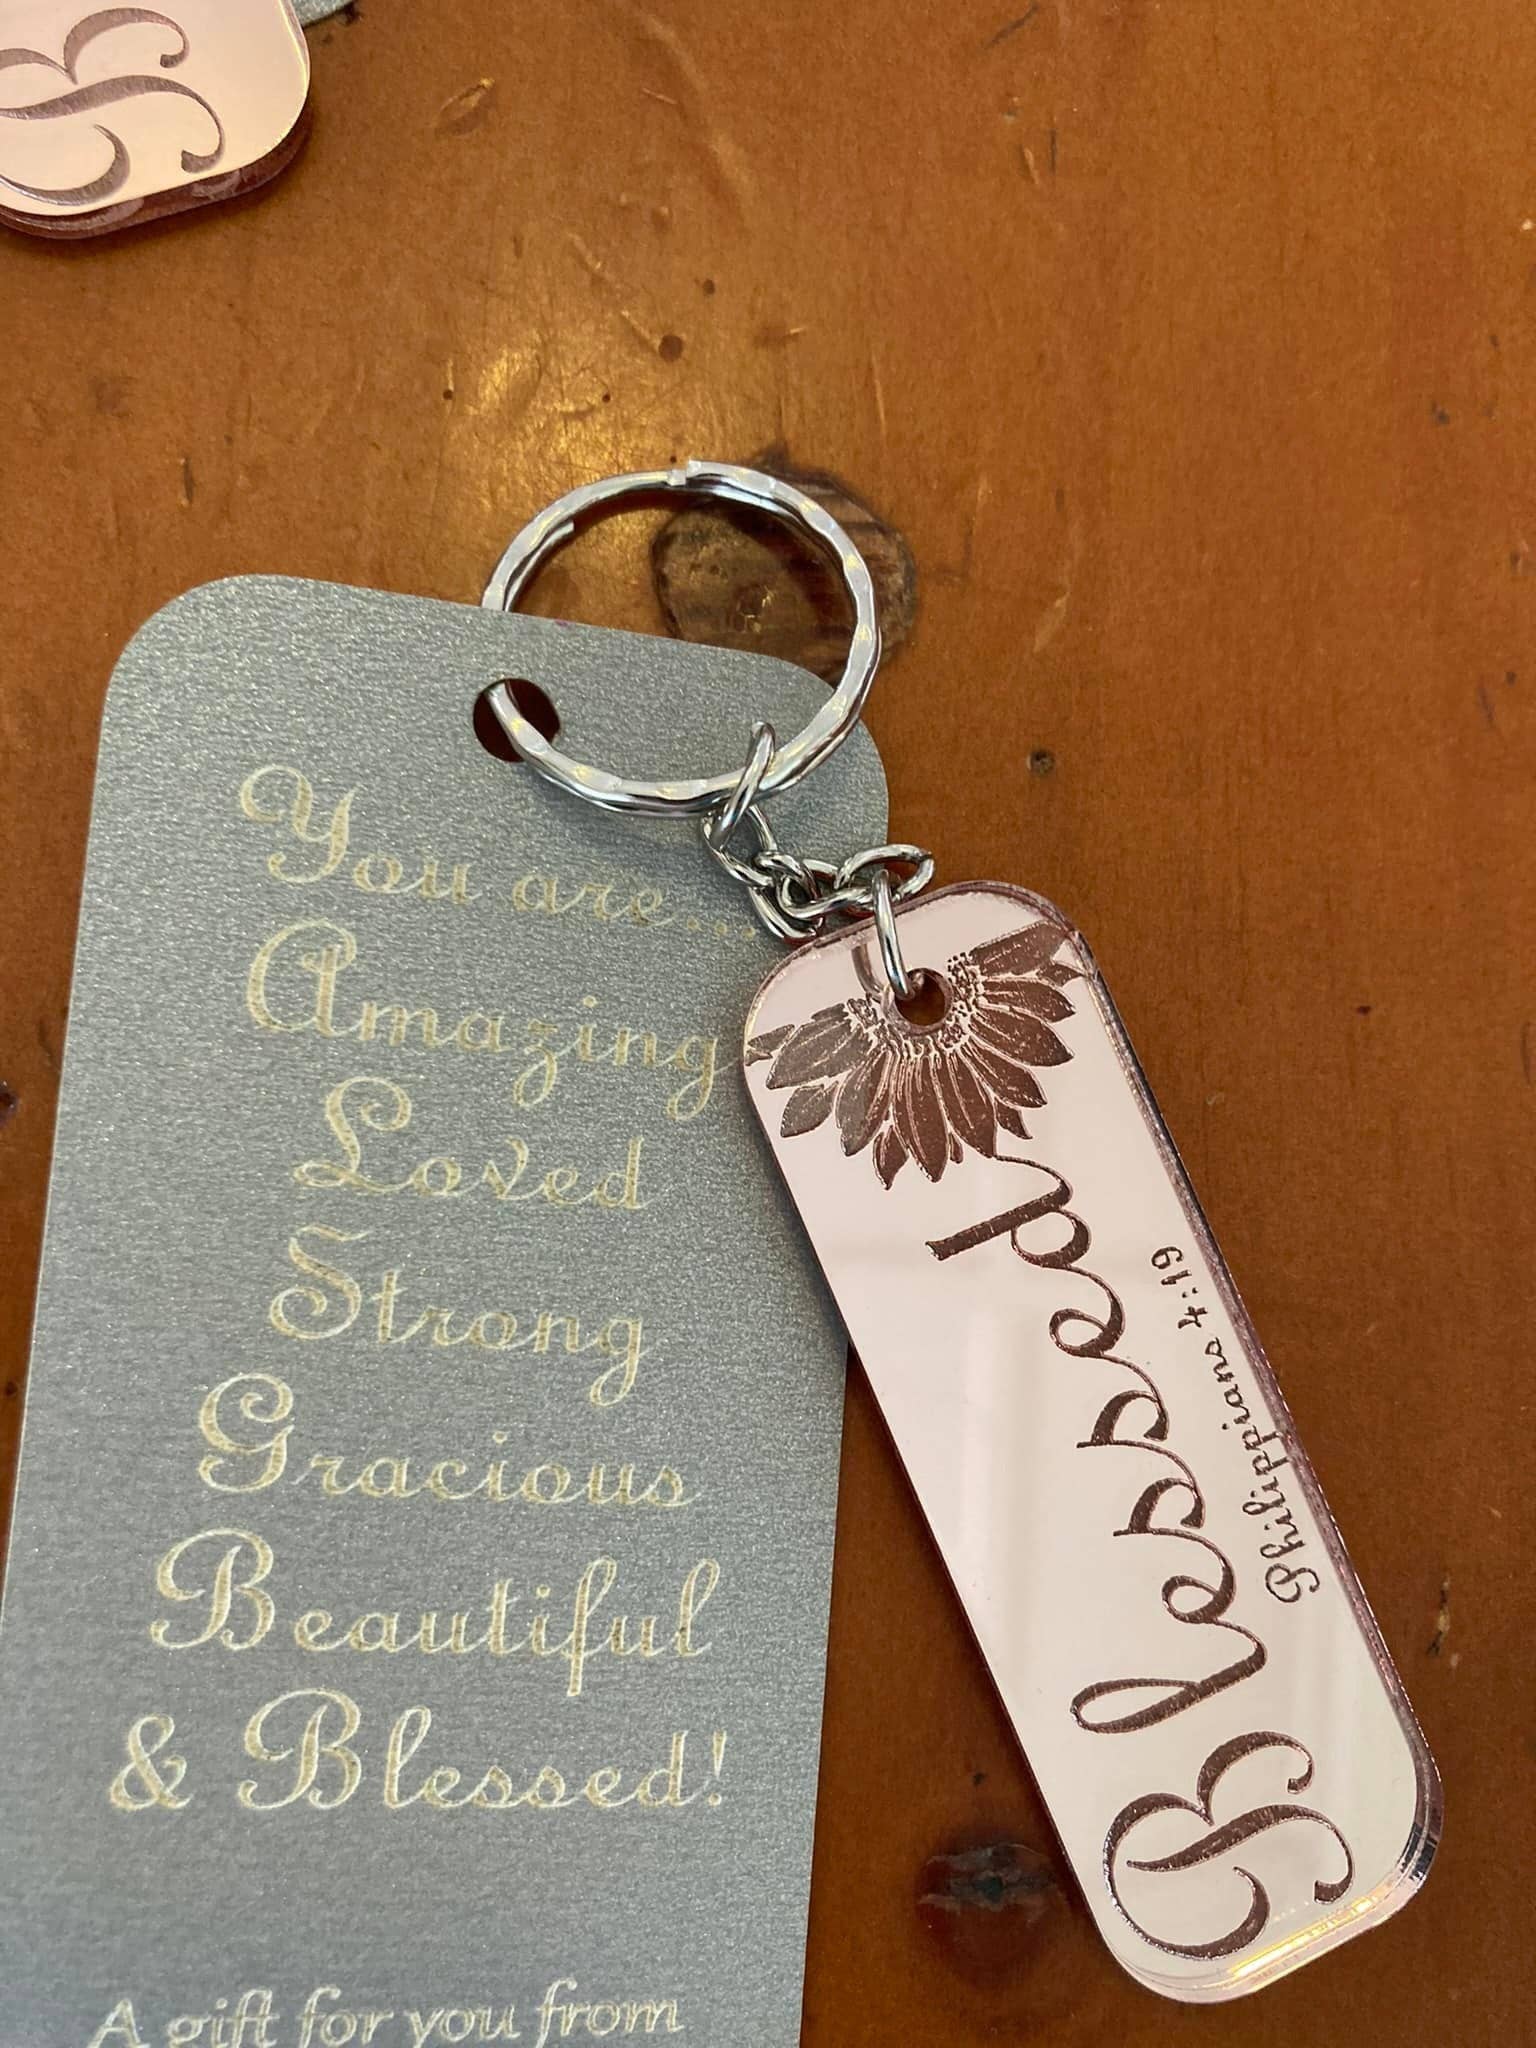 You are...
Amazing
Loved
Strong
Gracious
Beautiful
& Blessed!
A gift for you from
Blessed
Philippians 4:19
B